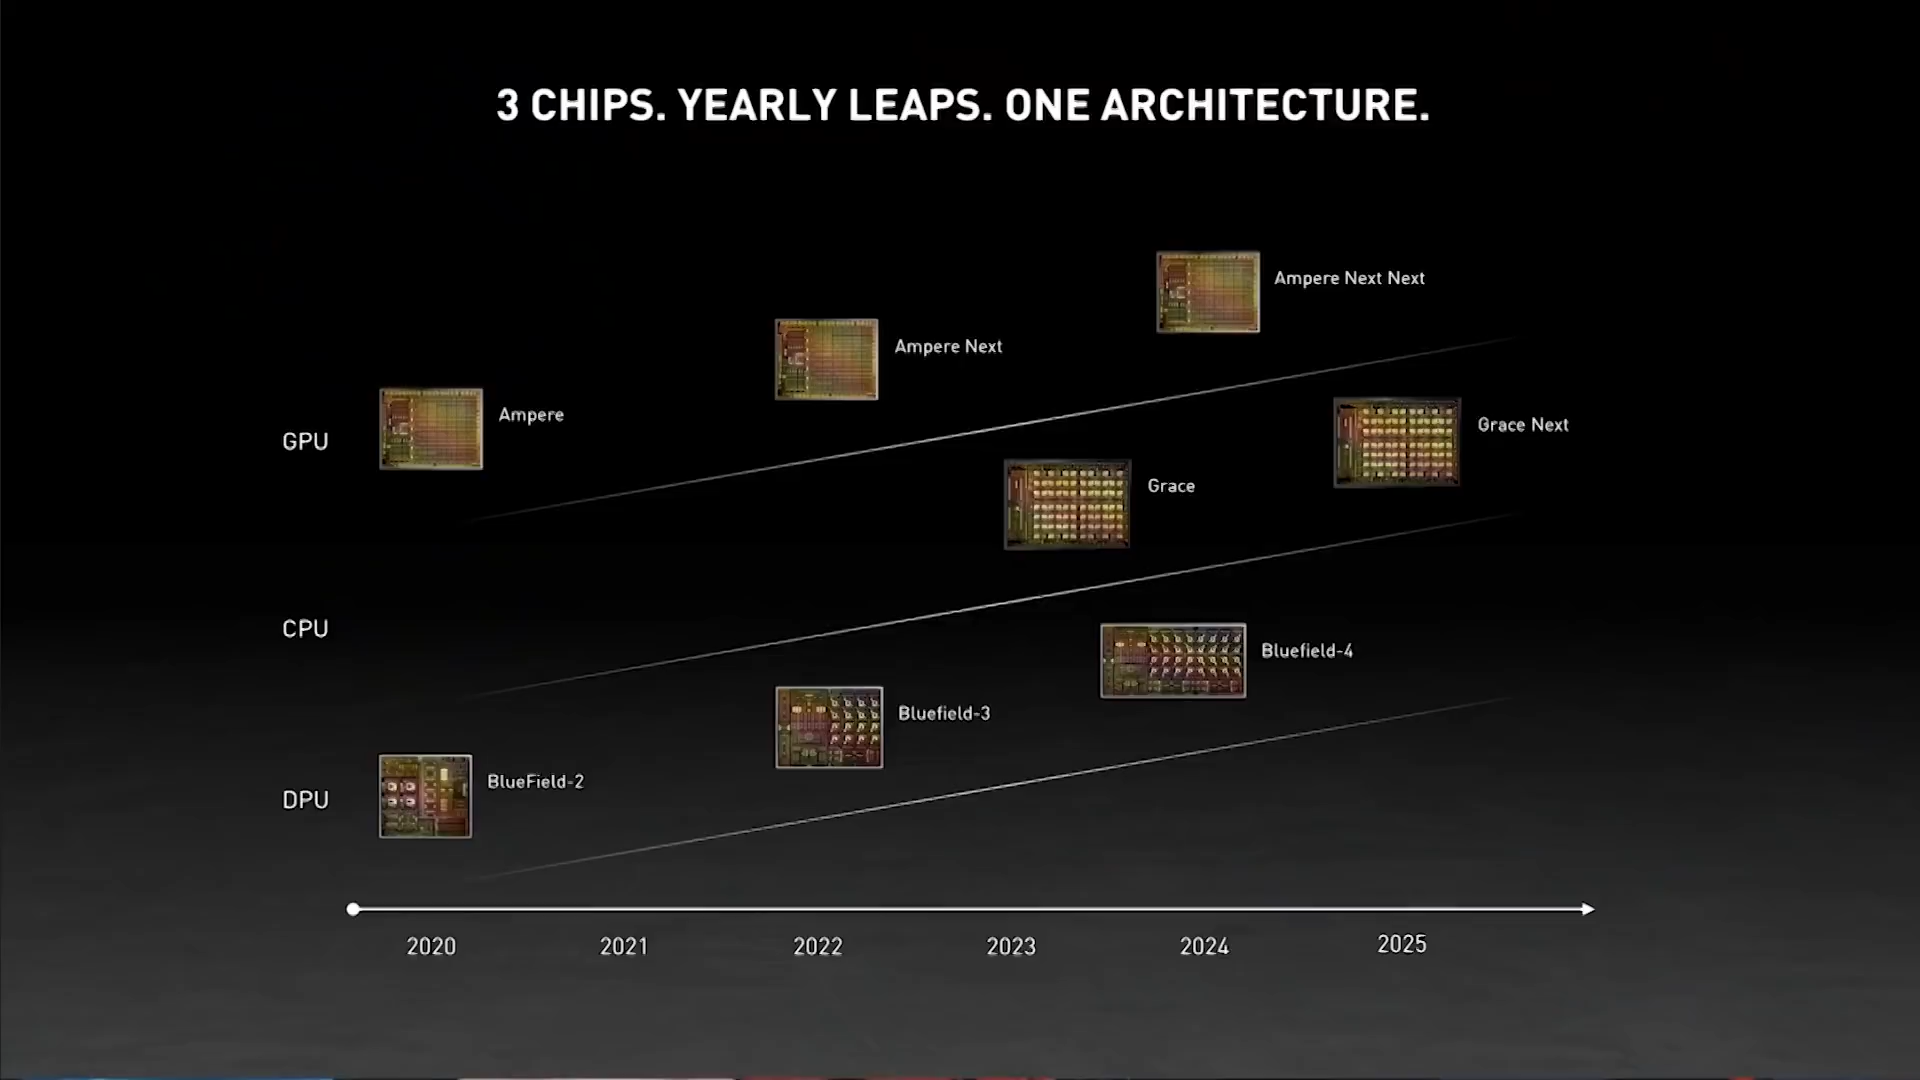 3 CHIPS. YEARLY LEAPS. ONE ARCHITECTURE.
Ampere Next Next
Ampere Next
Ampere
GPU
Grace Next
Grace
CPU
Bluefield-4
Bluefield-3
BlueField-2
DPU
2020 2021 2022 2023 2024 2025